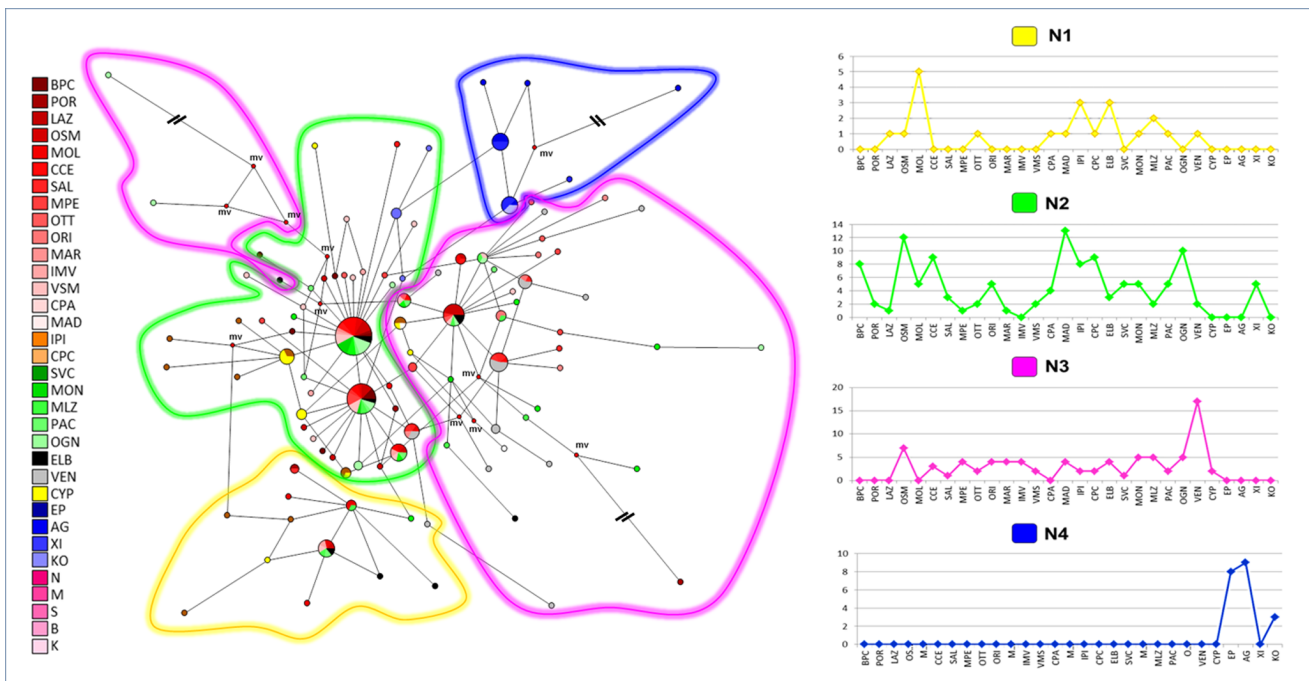 BPC
POR
LAZ
OSM
MOL
CCE
SAL
MPE
OTT
ORI
MAR
IMV
VSM
CPA
MAD
IPI
CPC
SVC
MON
MLZ
PAC
OGN
ELB
VEN
CYP
EP
AG
XI
KO
N
M
S
B
K
mv
mv
mv
mv
mv
mv
mv
mv
mv
mv
mv
N1
6
5
4
3
2
1
0
BPC POR LAZ OSM MOL CCE SAL MPE OTT ORI MAR IMV VMS CPA MAD IPI CPC ELB SVC MON MLZ PAC OGN VEN CYP EP AG XI KO
N2
14
12
10
8
6
4
2
0
BPC POR LAZ OSM MOL CCE SAL MPE OTT ORI MAR IMV VMS CPA MAD IPI CPC ELB SVC MON MLZ PAC OGN VEN CYP EP AG XI KO
N3
20
15
10
5
0
BPC POR LAZ OSM MOL CCE SAL MPE OTT ORI MAR IMV VMS CPA MAD IPI CPC ELB SVC MON MLZ PAC OGN VEN CYP EP AG XI KO
N4
10
8
6
4
2
0
BPC POR LAZ OS. M. CCE SAL MPE OTT ORI M. IMV VMS CPA M. IPI CPC ELB SVC M. MLZ PAC O. VEN CYP EP AG XI KO